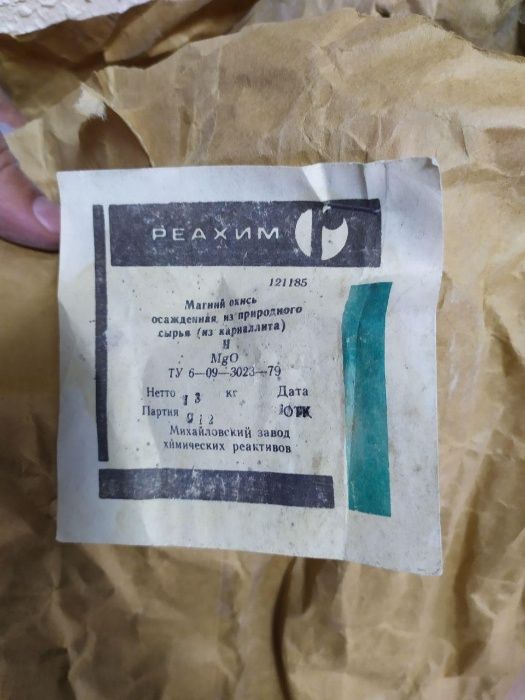 РЕАХИМ
121185
Магний окись
осажденная из природного
сырья (из карналлита)
Ч
MgO
ТУ 6—09—3023—79
Нетто 13 кг Дата
Партия ОТК
Михайловский завод
химических реактивов